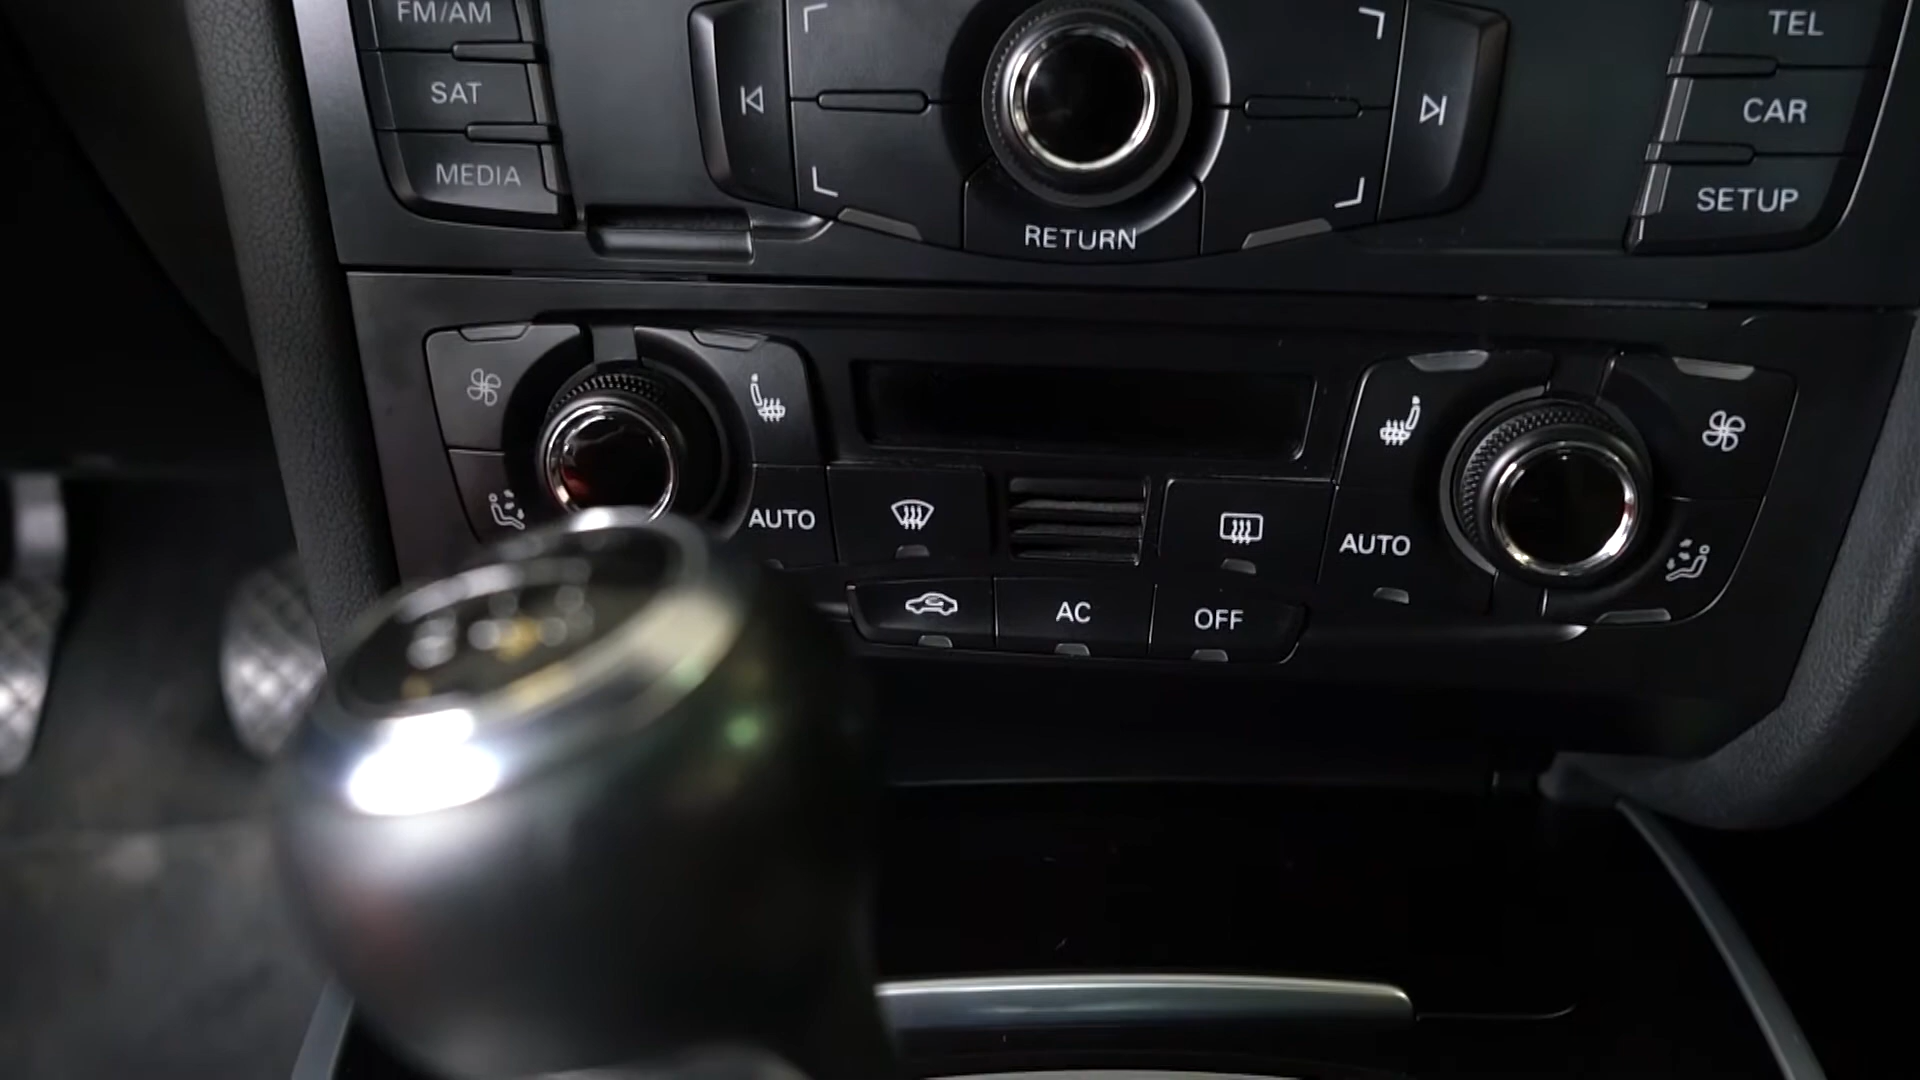 FM/AM
TEL
SAT
CAR
MEDIA
SETUP
RETURN
AUTO
AUTO
AC
OFF